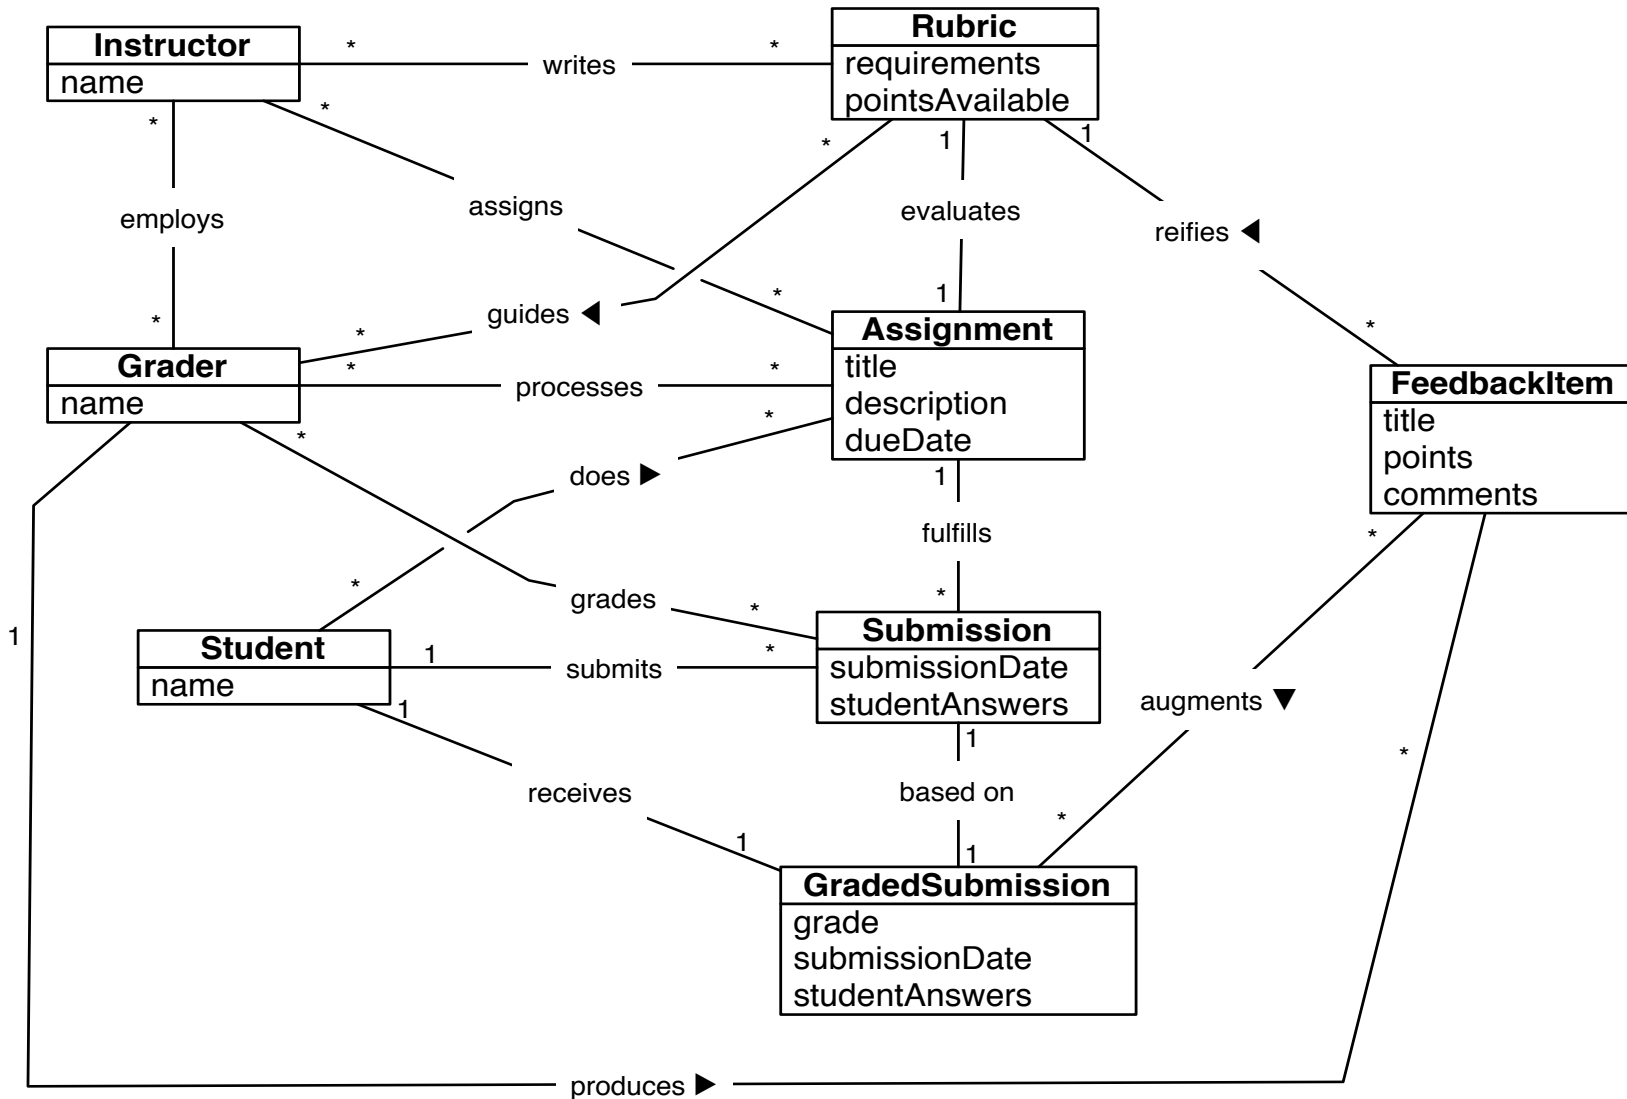 Instructor
name
* writes *
Rubric
requirements
pointsAvailable
*
employs
*
*
assigns
*
*
guides ◀
*
1
evaluates
1
1
reifies ◀
*
Grader
name
* processes *
Assignment
title
description
dueDate
FeedbackItem
title
points
comments
*
does ▶
*
1
fulfills
*
*
grades
*
Student
name
1 submits *
Submission
submissionDate
studentAnswers
*
augments ▼
*
1
receives
1
1
based on
1
GradedSubmission
grade
submissionDate
studentAnswers
1
produces ▶
*